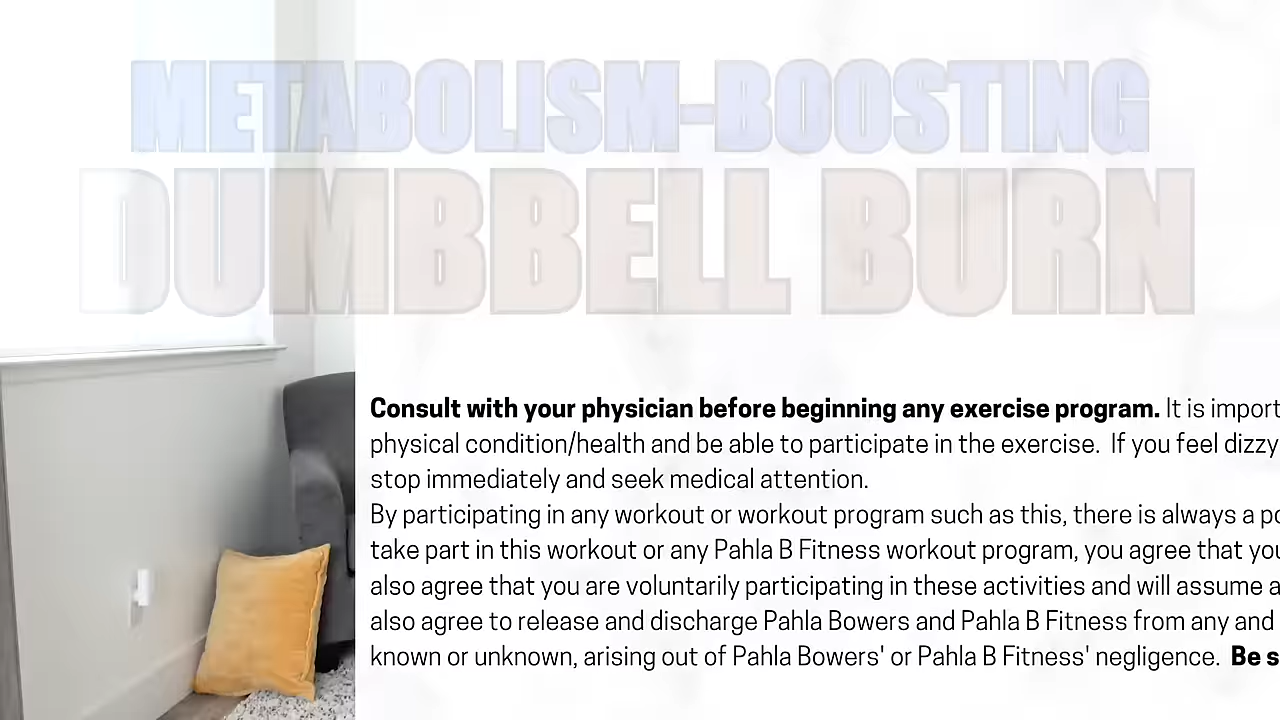 METABOLISM-BOOSTING
DUMBBELL BURN
Consult with your physician before beginning any exercise program. It is import
physical condition/health and be able to participate in the exercise. If you feel dizzy
stop immediately and seek medical attention.
By participating in any workout or workout program such as this, there is always a po
take part in this workout or any Pahla B Fitness workout program, you agree that you
also agree that you are voluntarily participating in these activities and will assume a
also agree to release and discharge Pahla Bowers and Pahla B Fitness from any and
known or unknown, arising out of Pahla Bowers' or Pahla B Fitness' negligence. Be s